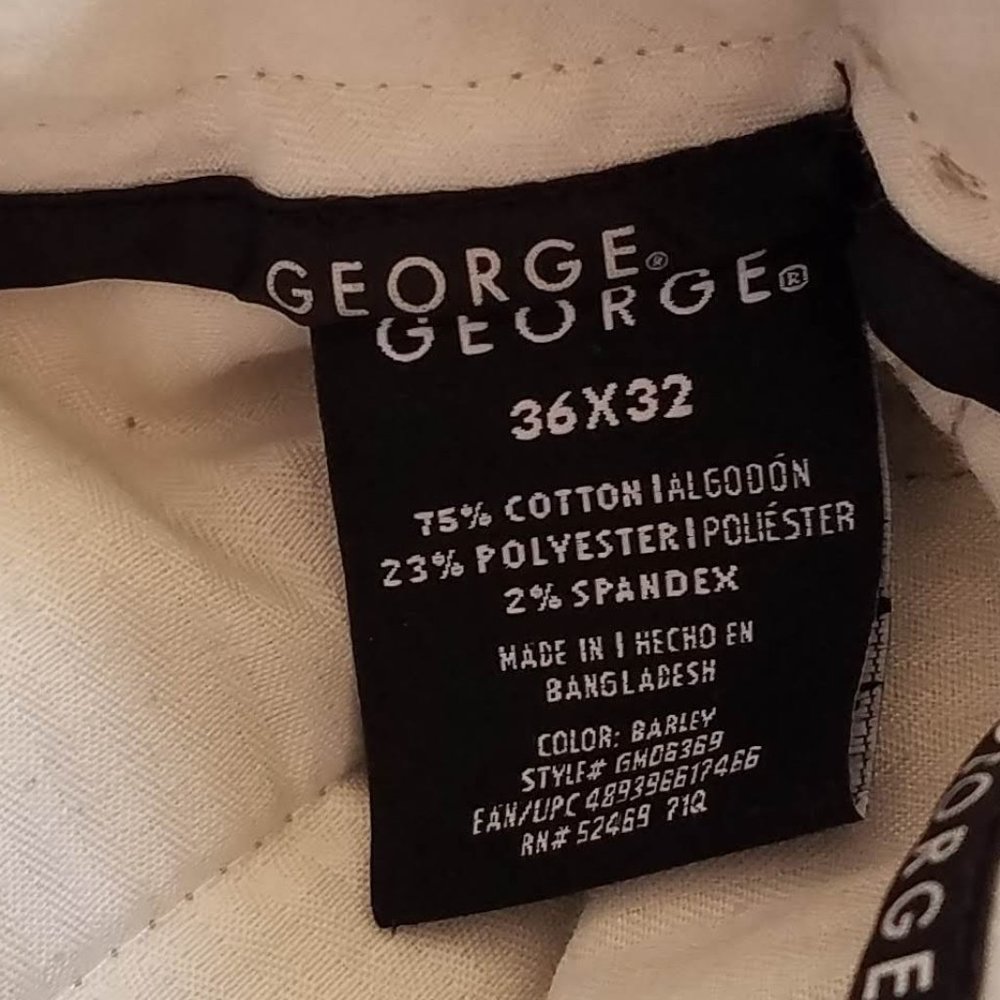 GEORGE®
GEORGE®
36X32
75% COTTON | ALGODÓN
23% POLYESTER | POLIÉSTER
2% SPANDEX
MADE IN | HECHO EN
BANGLADESH
COLOR: BARLEY
STYLE# GM06369
EAN/UPC 489396617466
RN# 52469 71Q
ORGE